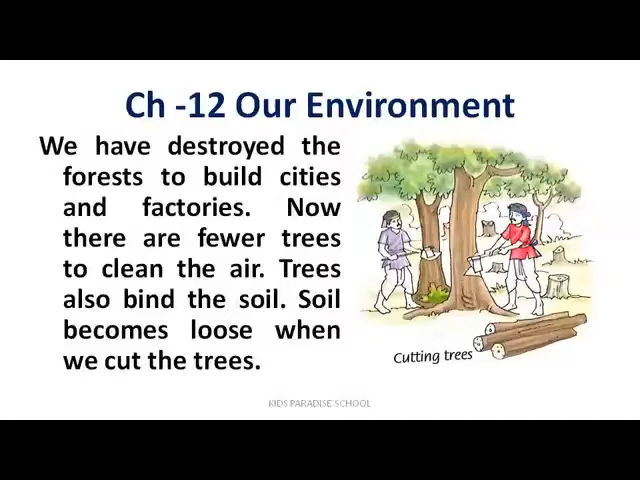 Ch -12 Our Environment
We have destroyed the
forests to build cities
and factories. Now
there are fewer trees
to clean the air. Trees
also bind the soil. Soil
becomes loose when
we cut the trees.
Cutting trees
KIDS PARADISE SCHOOL